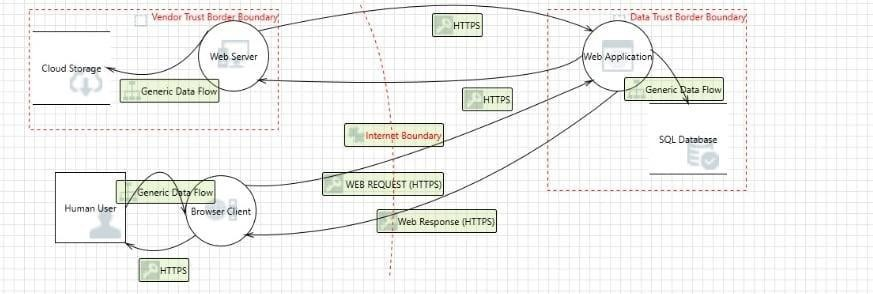 Vendor Trust Border Boundary
HTTPS
Data Trust Border Boundary
Cloud Storage
Web Server
Web Application
Generic Data Flow
HTTPS
Generic Data Flow
Internet Boundary
SQL Database
Generic Data Flow
WEB REQUEST (HTTPS)
Human User
Browser Client
Web Response (HTTPS)
HTTPS